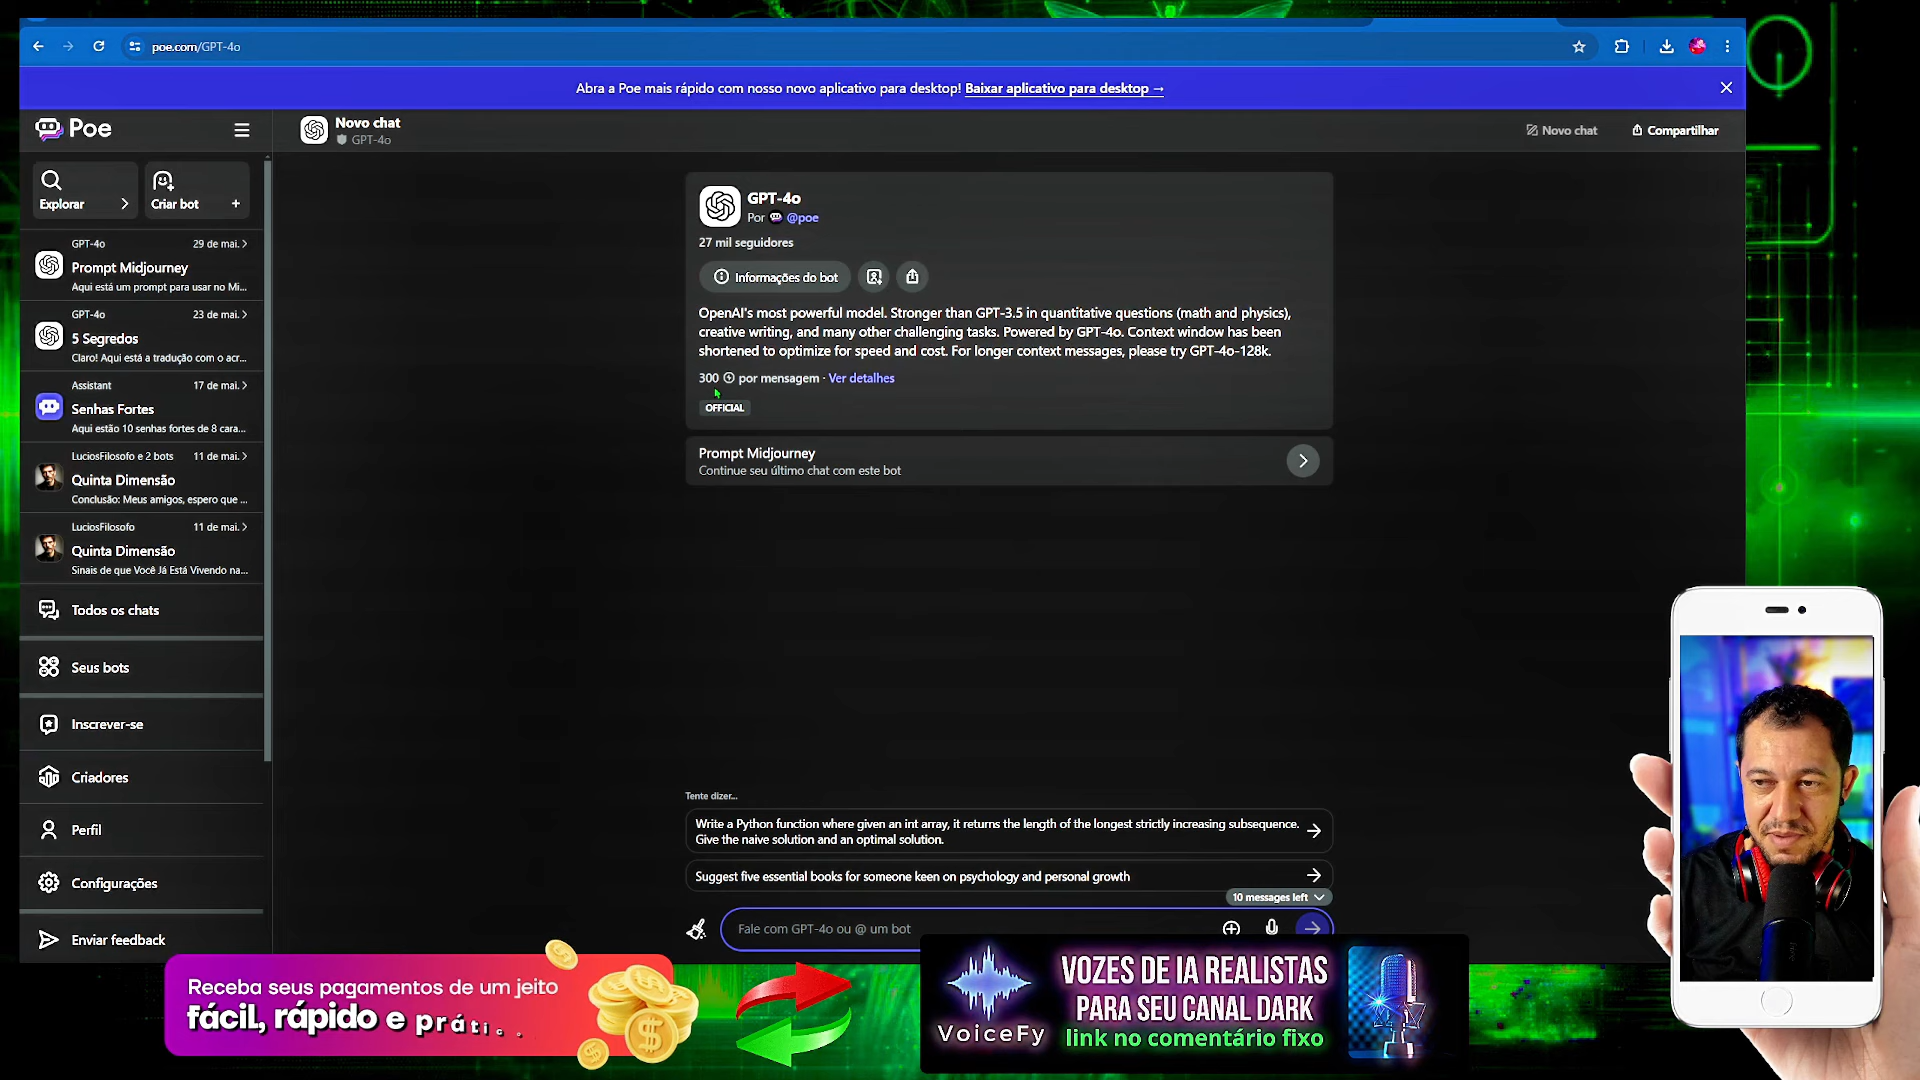 poe.com/GPT-4o
Abra a Poe mais rápido com nosso novo aplicativo para desktop! Baixar aplicativo para desktop →
Poe
Novo chat
GPT-4o
Novo chat
Compartilhar
Explorar
Criar bot +
GPT-4o 29 de mai.
Prompt Midjourney
Aqui está um prompt para usar no Mi...
GPT-4o 23 de mai.
5 Segredos
Claro! Aqui está a tradução com o acr...
Assistant 17 de mai.
Senhas Fortes
Aqui estão 10 senhas fortes de 8 cara...
LuciosFilosofo e 2 bots 11 de mai.
Quinta Dimensão
Conclusão: Meus amigos, espero que ...
LuciosFilosofo 11 de mai.
Quinta Dimensão
Sinais de que Você Já Está Vivendo na...
Todos os chats
Seus bots
Inscrever-se
Criadores
Perfil
Configurações
Enviar feedback
GPT-4o
Por @poe
27 mil seguidores
Informações do bot
OpenAI's most powerful model. Stronger than GPT-3.5 in quantitative questions (math and physics),
creative writing, and many other challenging tasks. Powered by GPT-4o. Context window has been
shortened to optimize for speed and cost. For longer context messages, please try GPT-4o-128k.
300 por mensagem · Ver detalhes
OFFICIAL
Prompt Midjourney
Continue seu último chat com este bot
Tente dizer...
Write a Python function where given an int array, it returns the length of the longest strictly increasing subsequence.
Give the naive solution and an optimal solution.
Suggest five essential books for someone keen on psychology and personal growth
10 messages left
Fale com GPT-4o ou @ um bot
Receba seus pagamentos de um jeito
fácil, rápido e práti. .
VoiceFy
VOZES DE IA REALISTAS
PARA SEU CANAL DARK
link no comentário fixo